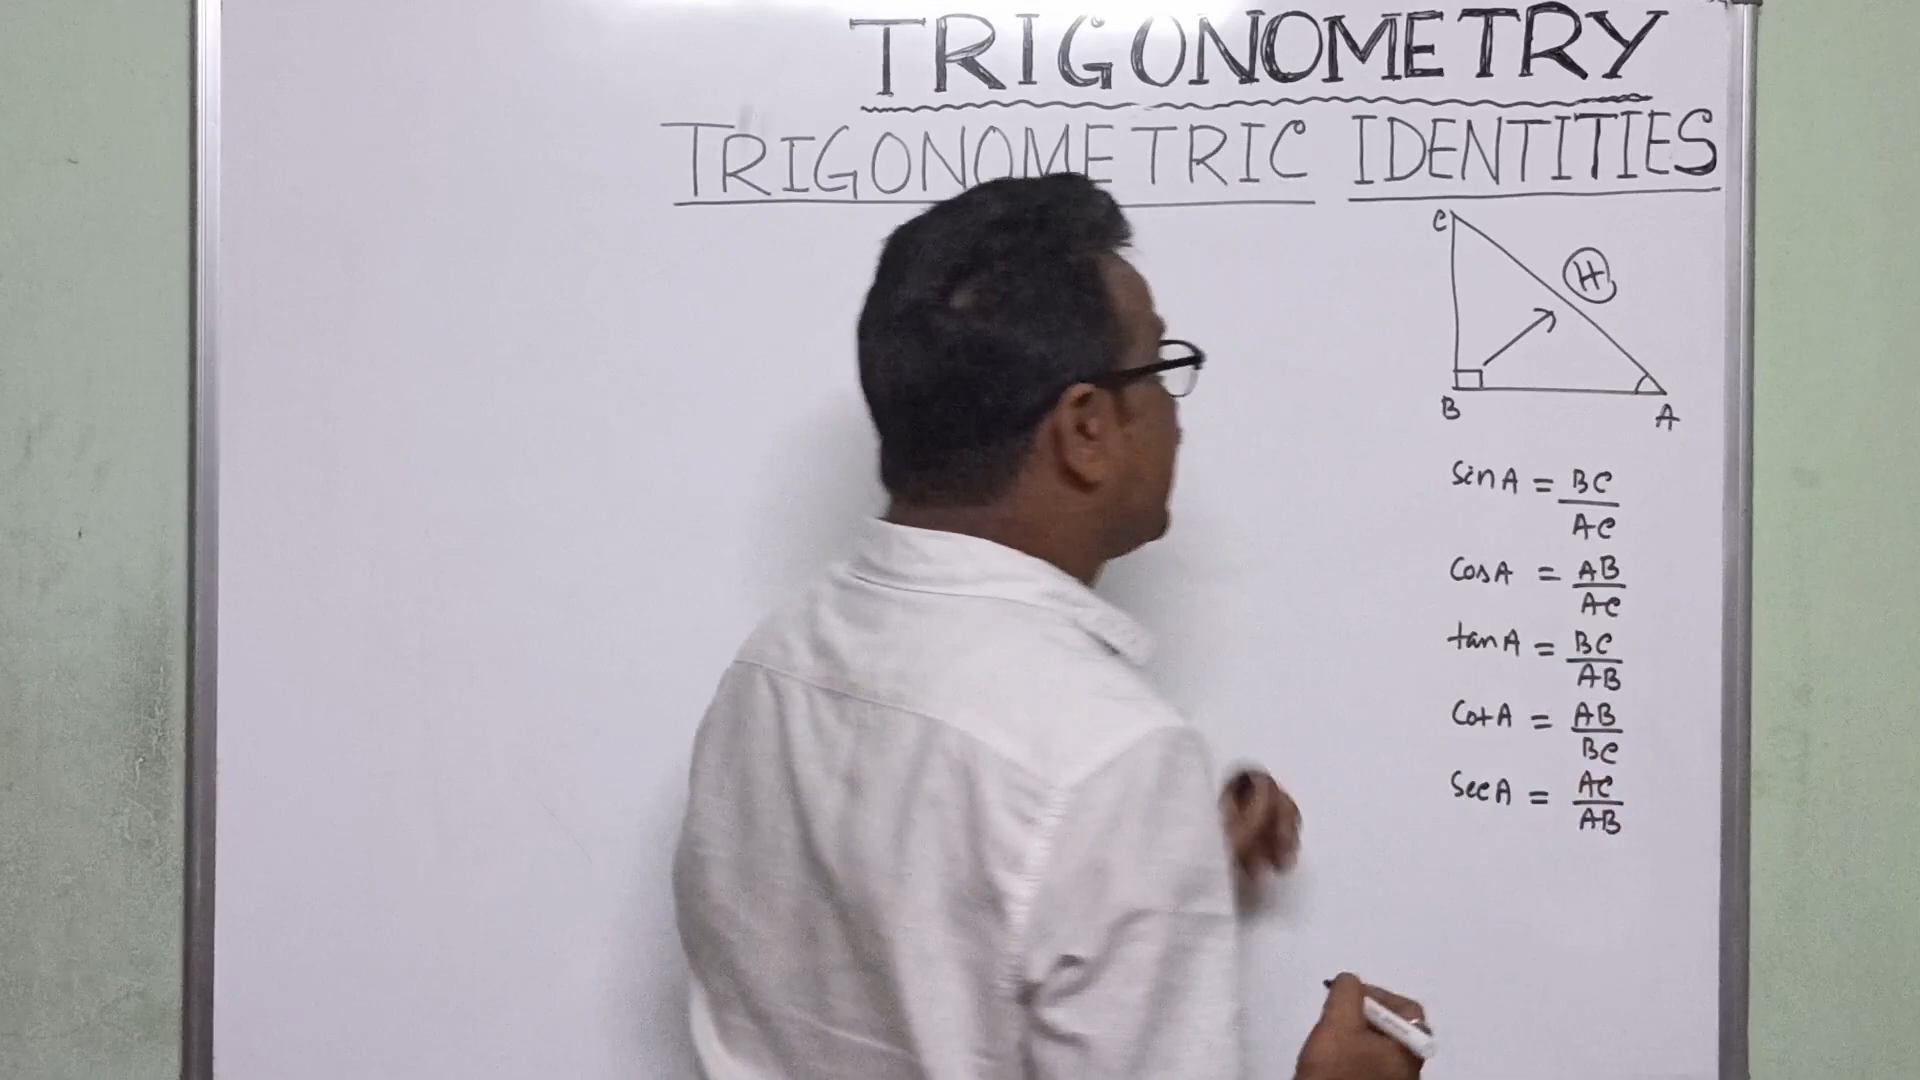 TRIGONOMETRY
TRIGONOMETRIC IDENTITIES
C
H
B A
sinA = BC/AC
cosA = AB/AC
tanA = BC/AB
cotA = AB/BC
secA = AC/AB